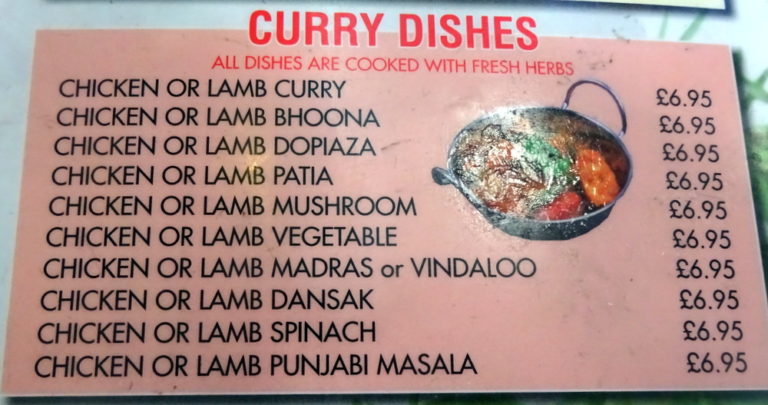 CURRY DISHES
ALL DISHES ARE COOKED WITH FRESH HERBS
CHICKEN OR LAMB CURRY £6.95
CHICKEN OR LAMB BHOONA £6.95
CHICKEN OR LAMB DOPIAZA £6.95
CHICKEN OR LAMB PATIA £6.95
CHICKEN OR LAMB MUSHROOM £6.95
CHICKEN OR LAMB VEGETABLE £6.95
CHICKEN OR LAMB MADRAS or VINDALOO £6.95
CHICKEN OR LAMB DANSAK £6.95
CHICKEN OR LAMB SPINACH £6.95
CHICKEN OR LAMB PUNJABI MASALA £6.95